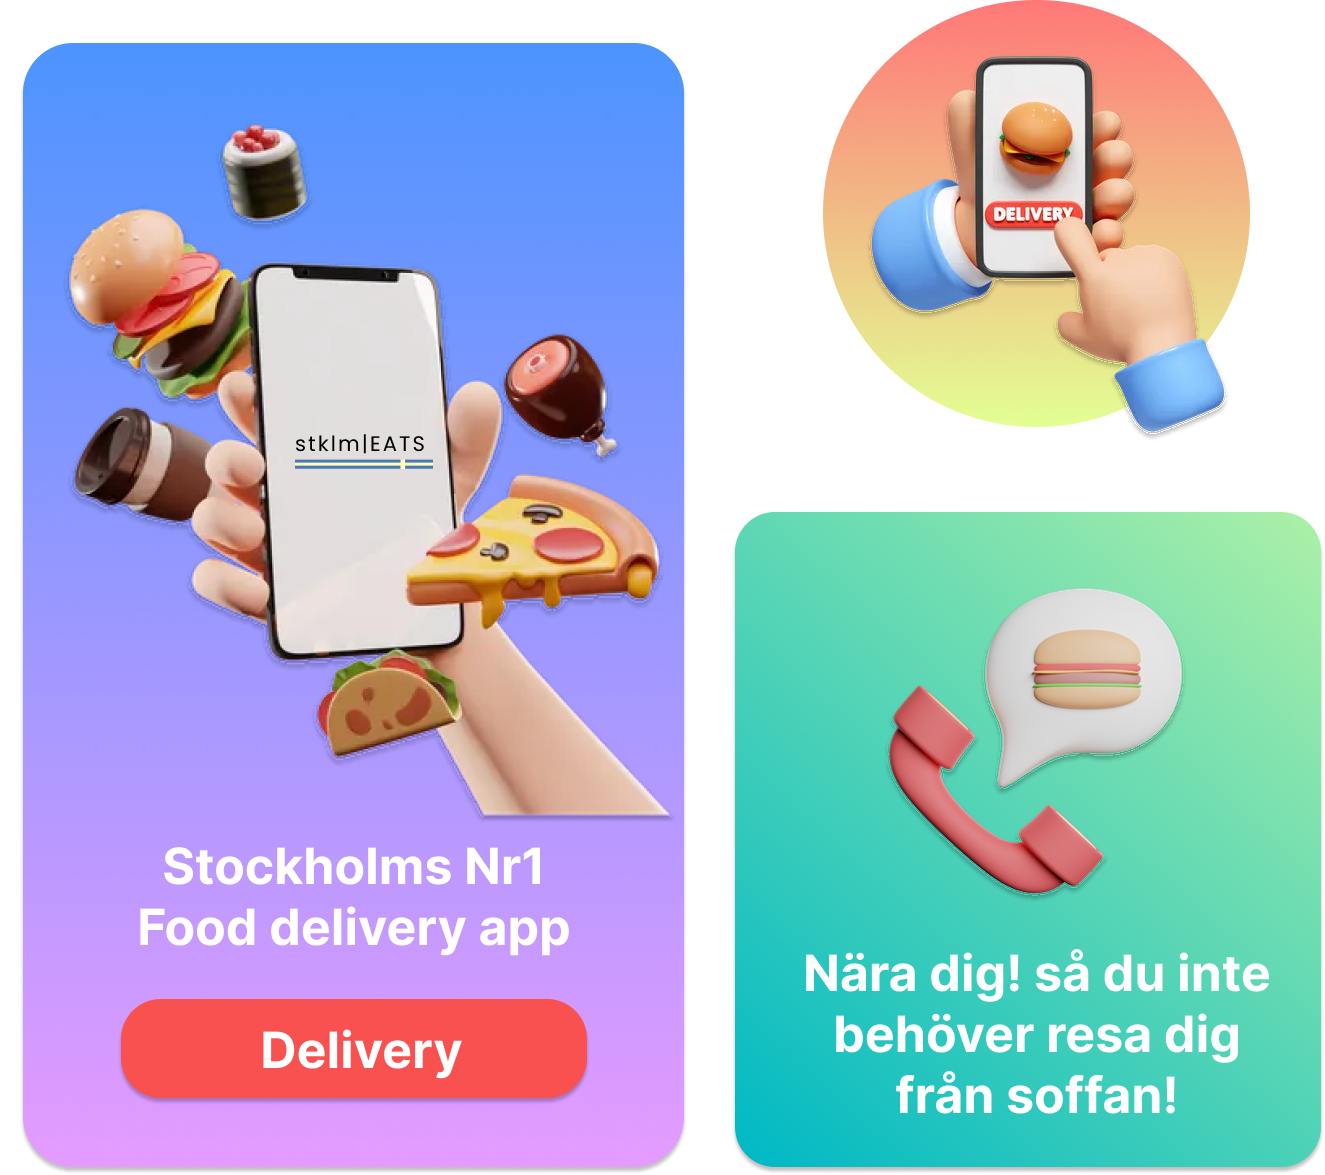 stklm|EATS
Stockholms Nr1
Food delivery app
Delivery
DELIVERY
Nära dig! så du inte
behöver resa dig
från soffan!